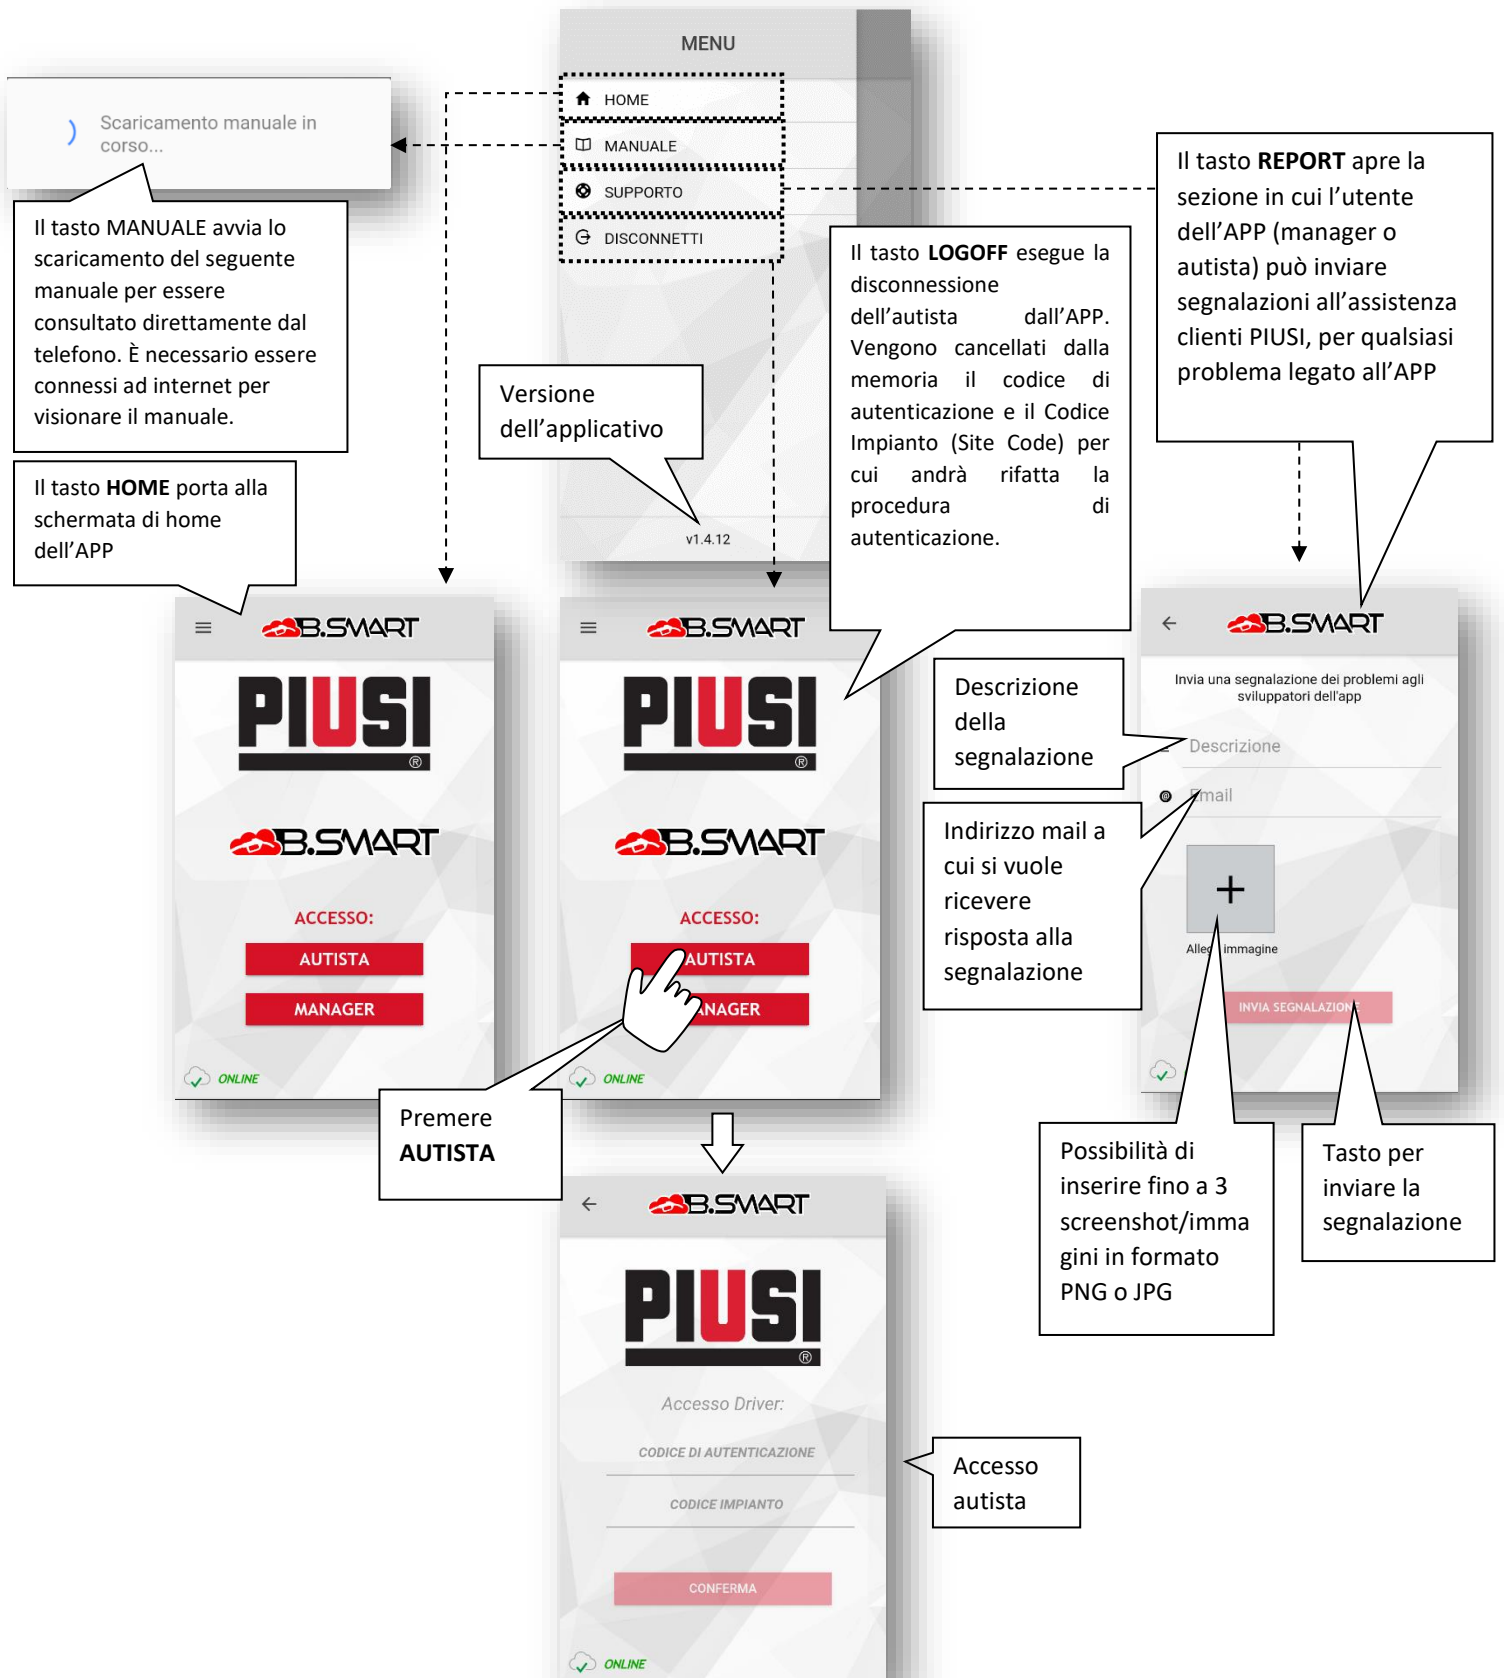 MENU
HOME
MANUALE
SUPPORTO
DISCONNETTI
v1.4.12
Scaricamento manuale in
corso...
Il tasto MANUALE avvia lo
scaricamento del seguente
manuale per essere
consultato direttamente dal
telefono. È necessario essere
connessi ad internet per
visionare il manuale.
Il tasto HOME porta alla
schermata di home
dell’APP
Versione
dell’applicativo
Il tasto LOGOFF esegue la
disconnessione
dell’autista dall’APP.
Vengono cancellati dalla
memoria il codice di
autenticazione e il Codice
Impianto (Site Code) per
cui andrà rifatta la
procedura di
autenticazione.
Il tasto REPORT apre la
sezione in cui l’utente
dell’APP (manager o
autista) può inviare
segnalazioni all’assistenza
clienti PIUSI, per qualsiasi
problema legato all’APP
B.SMART
PIUSI
®
B.SMART
ACCESSO:
AUTISTA
MANAGER
ONLINE
B.SMART
PIUSI
®
B.SMART
ACCESSO:
AUTISTA
ANAGER
ONLINE
Premere
AUTISTA
B.SMART
Invia una segnalazione dei problemi agli
sviluppatori dell'app
Descrizione
Email
Allega immagine
INVIA SEGNALAZIONE
Descrizione
della
segnalazione
Indirizzo mail a
cui si vuole
ricevere
risposta alla
segnalazione
Possibilità di
inserire fino a 3
screenshot/imma
gini in formato
PNG o JPG
Tasto per
inviare la
segnalazione
B.SMART
PIUSI
®
Accesso Driver:
CODICE DI AUTENTICAZIONE
CODICE IMPIANTO
CONFERMA
ONLINE
Accesso
autista